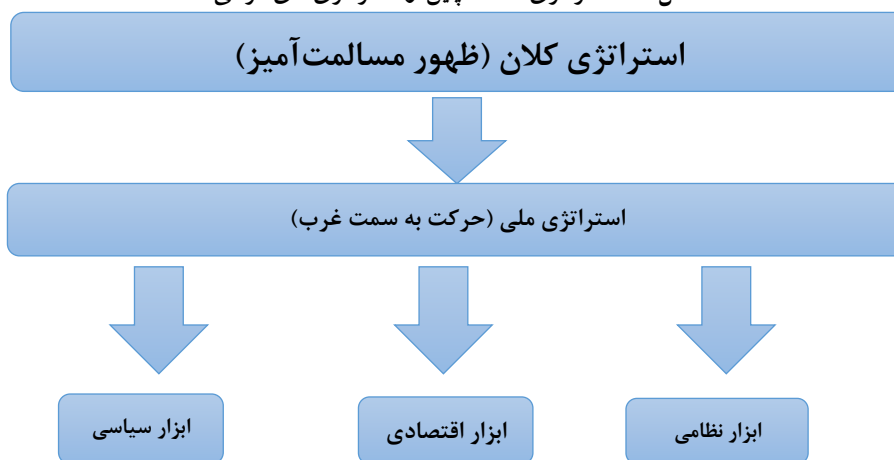 استراتژی کلان (ظهور مسالمت‌آمیز)
استراتژی ملی (حرکت به سمت غرب)
ابزار نظامی
ابزار اقتصادی
ابزار سیاسی